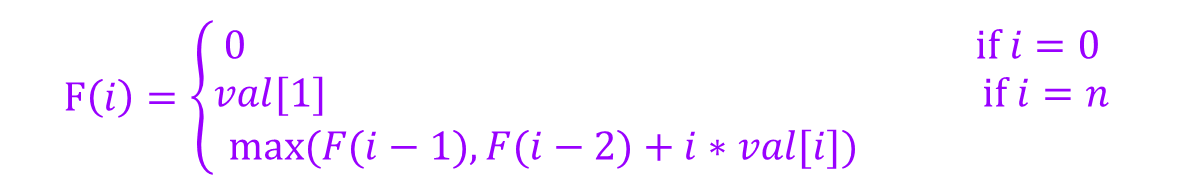 0 if i = 0
F(i) = { val[1] if i = n
max(F(i − 1), F(i − 2) + i ∗ val[i])